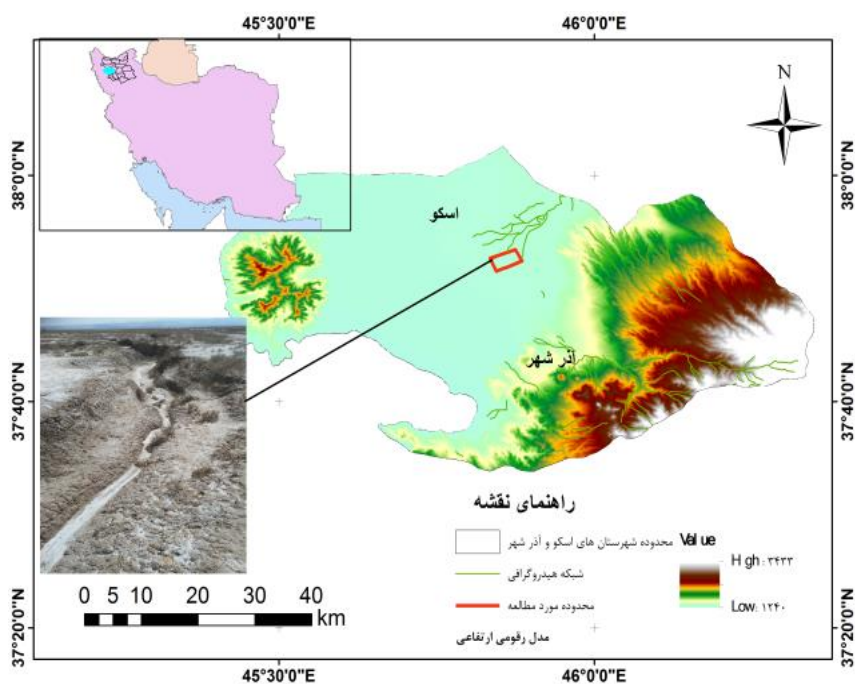 45°30'0"E
46°0'0"E
N
38°0'0"N
38°0'0"N
اسکو
آذر شهر
37°40'0"N
37°40'0"N
راهنمای نقشه
محدوده شهرستان های اسکو و آذر شهر
Value
شبکه هیدروگرافی
High : ۳۴۳۳
محدوده مورد مطالعه
Low : ۱۲۴۰
مدل رقومی ارتفاعی
0 5 10 20 30 40
km
37°20'0"N
37°20'0"N
45°30'0"E
46°0'0"E